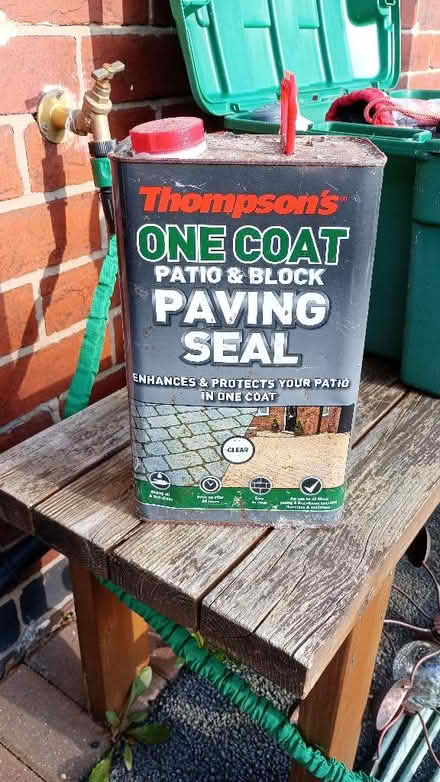 Thompson's
ONE COAT
PATIO & BLOCK
PAVING
SEAL
ENHANCES & PROTECTS YOUR PATIO
IN ONE COAT
CLEAR